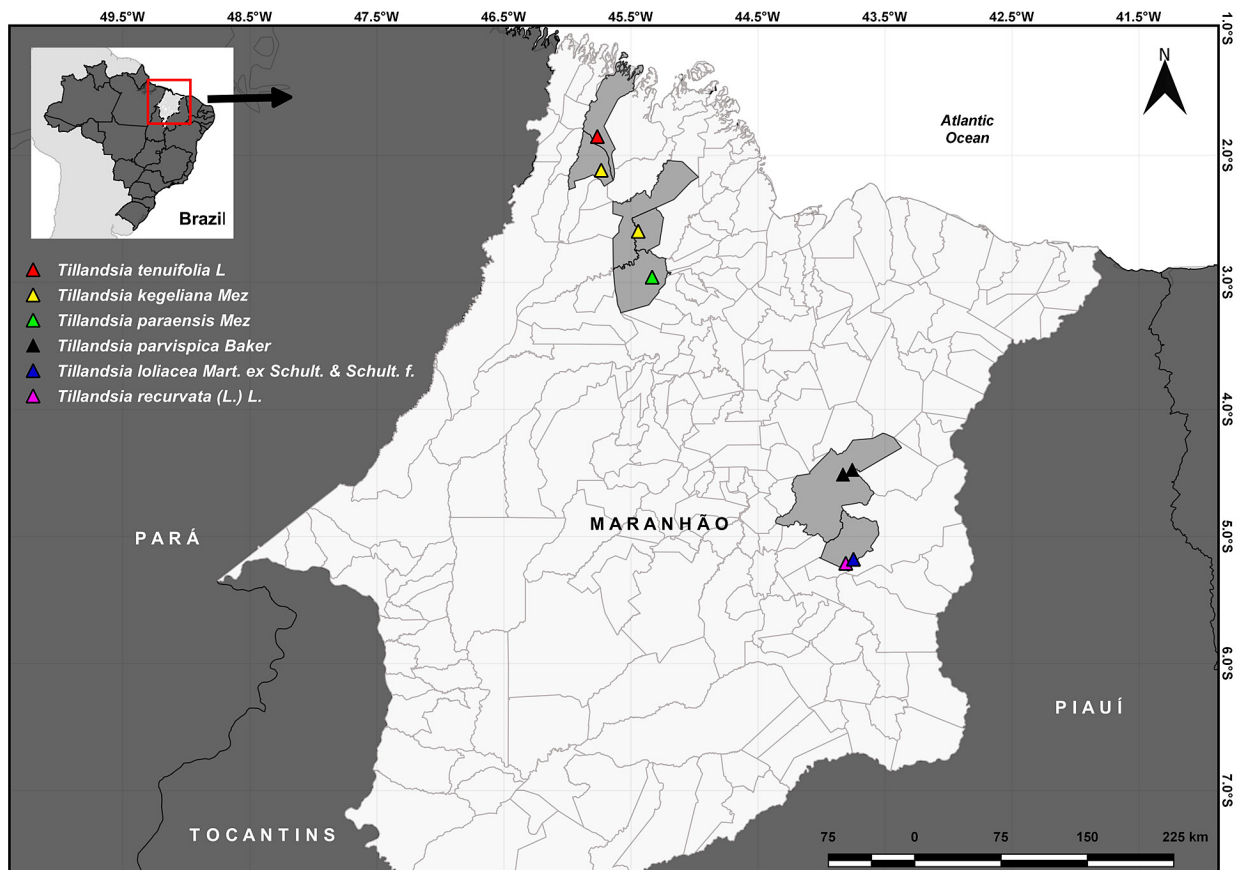 49.5°W 48.5°W 47.5°W 46.5°W 45.5°W 44.5°W 43.5°W 42.5°W 41.5°W
1.0°S
N
Atlantic
Ocean
2.0°S
Brazil
Tillandsia tenuifolia L
3.0°S
Tillandsia kegeliana Mez
Tillandsia paraensis Mez
Tillandsia parvispica Baker
Tillandsia loliacea Mart. ex Schult. & Schult. f.
Tillandsia recurvata (L.) L.
4.0°S
MARANHÃO
PARÁ
5.0°S
6.0°S
PIAUÍ
7.0°S
TOCANTINS
75 0 75 150 225 km